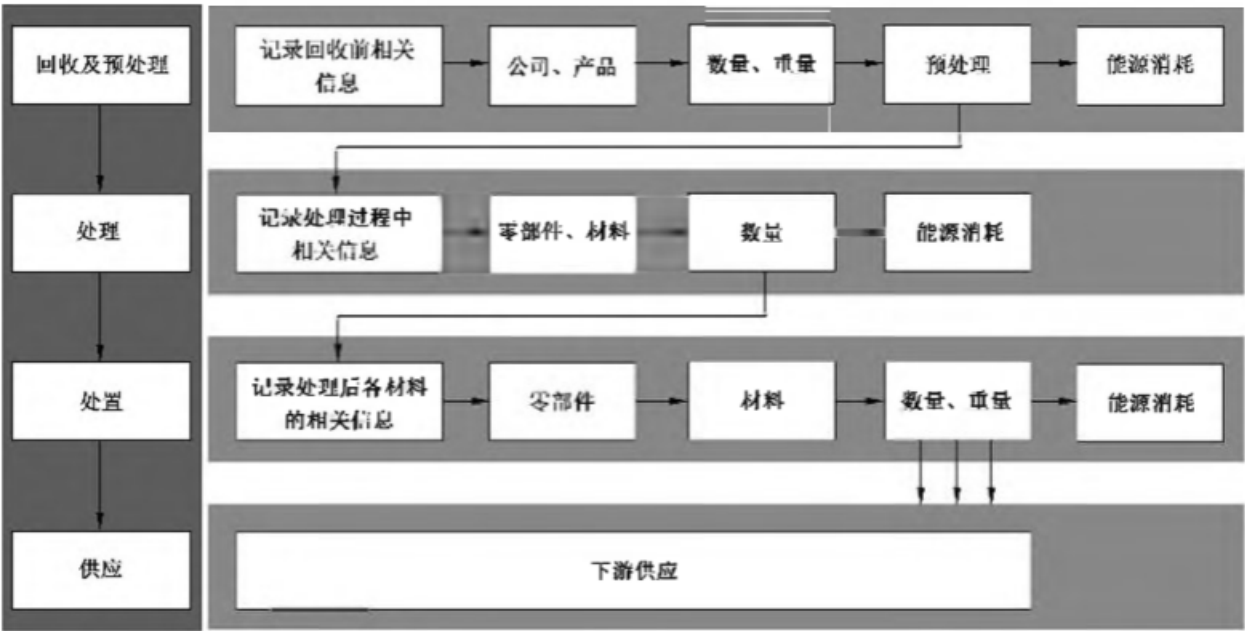 回收及预处理
记录回收前相关
信息
公司、产品
数量、重量
预处理
能源消耗
处理
记录处理过程中
相关信息
零部件、材料
数量
能源消耗
处置
记录处理后各材料
的相关信息
零部件
材料
数量、重量
能源消耗
供应
下游供应